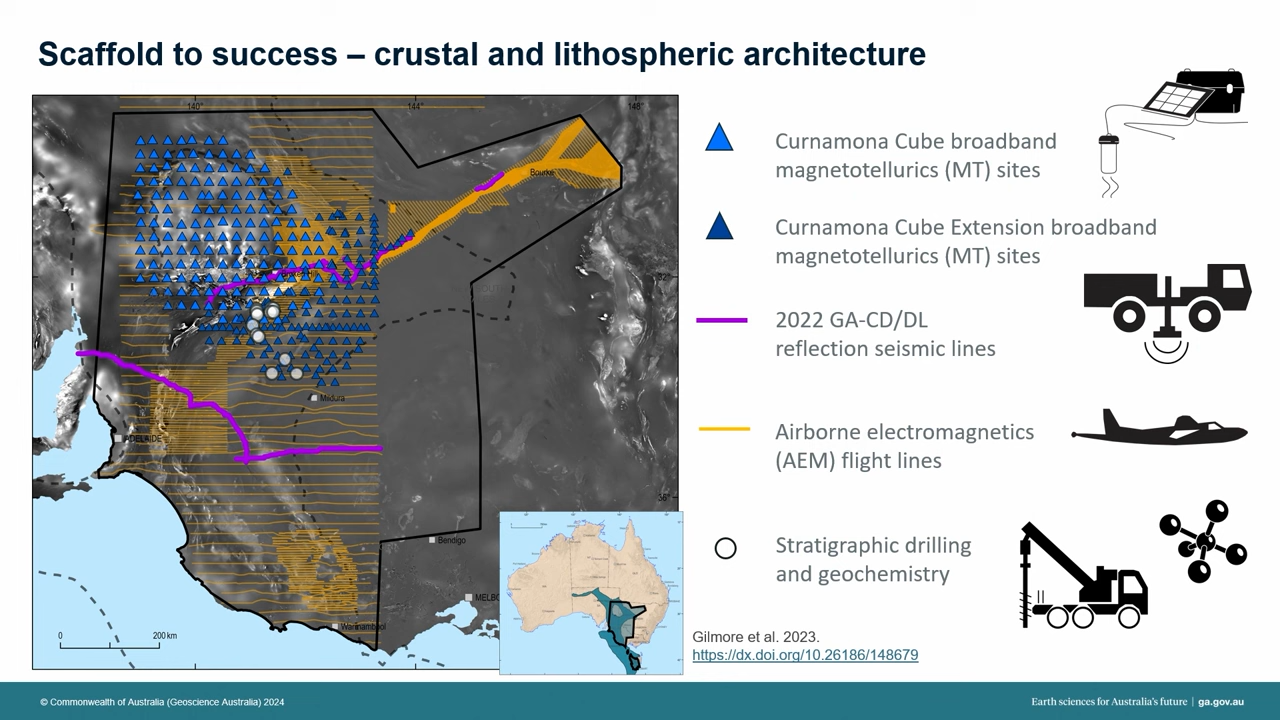 Scaffold to success – crustal and lithospheric architecture
140°
144°
148°
Bourke
32°
Mildura
ADELAIDE
36°
Bendigo
MELBO
Warrnambool
0
200 km
Curnamona Cube broadband
magnetotellurics (MT) sites
Curnamona Cube Extension broadband
magnetotellurics (MT) sites
2022 GA-CD/DL
reflection seismic lines
Airborne electromagnetics
(AEM) flight lines
Stratigraphic drilling
and geochemistry
Gilmore et al. 2023.
https://dx.doi.org/10.26186/148679
© Commonwealth of Australia (Geoscience Australia) 2024
Earth sciences for Australia's future | ga.gov.au